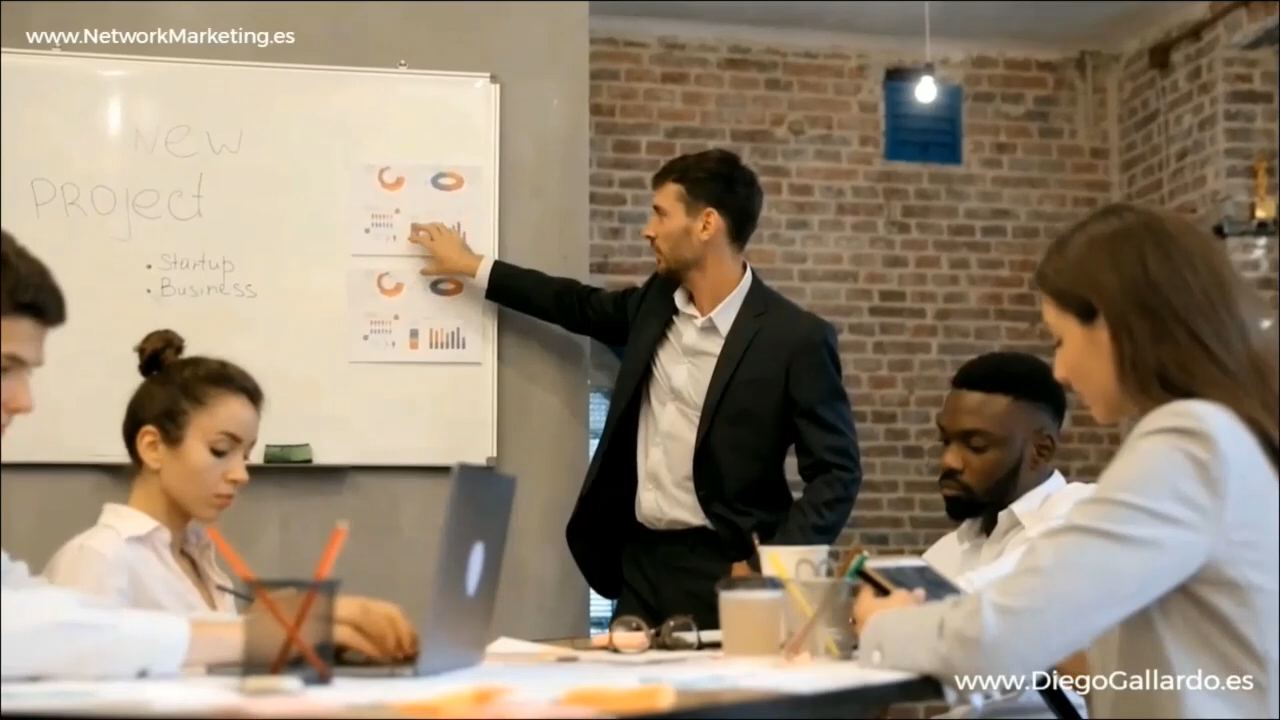 www.NetworkMarketing.es
New
PROject
• Startup
• Business
www.DiegoGallardo.es